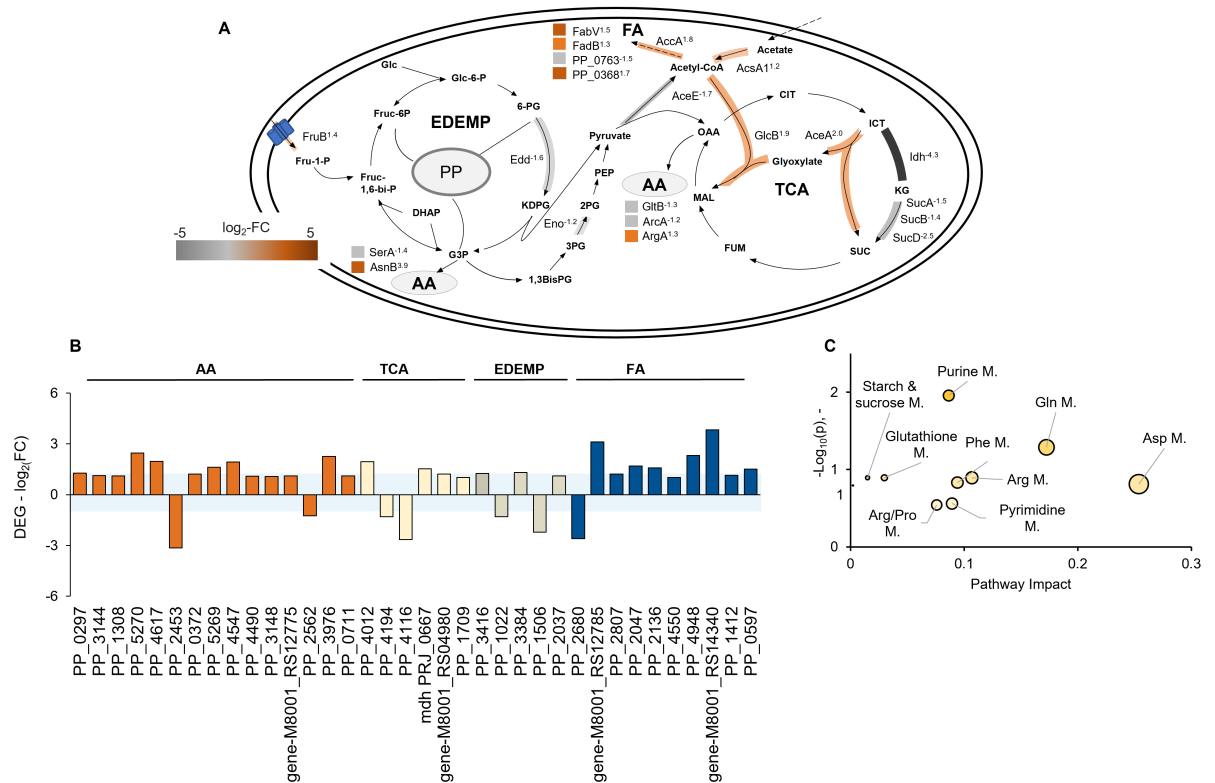 A
FabV1.5
FadB1.3
PP_0763-1.5
PP_03681.7
FA
AccA1.8
Acetate
Acetyl-CoA
AcsA11.2
Glc
Glc-6-P
AceE-1.7
CIT
Fruc-6P
6-PG
EDEMP
FruB1.4
Pyruvate
OAA
GlcB1.9
AceA2.0
ICT
Edd-1.6
Glyoxylate
Idh-4.3
Fru-1-P
PP
PEP
Fruc-
1,6-bi-P
AA
TCA
KG
MAL
SucA-1.5
GltB-1.3
ArcA-1.2
ArgA1.3
SucB-1.4
SucD-2.5
DHAP
KDPG
2PG
Eno-1.2
log2-FC
-5
5
3PG
FUM
SUC
SerA-1.4
AsnB3.9
G3P
AA
1,3BisPG
B
AA
TCA
EDEMP
FA
DEG - log2(FC)
6
3
0
-3
-6
PP_0297
PP_3144
PP_1308
PP_5270
PP_4617
PP_2453
PP_0372
PP_5269
PP_4547
PP_4490
PP_3148
gene-M8001_RS12775
PP_2562
PP_3976
PP_0711
PP_4012
PP_4194
PP_4116
mdh PRJ_0667
gene-M8001_RS04980
PP_1709
PP_3416
PP_1022
PP_3384
PP_1506
PP_2037
PP_2680
gene-M8001_RS12785
PP_2807
PP_2047
PP_2136
PP_4550
PP_4948
gene-M8001_RS14340
PP_1412
PP_0597
C
-Log10(p), -
2
1
1
0
Starch &
sucrose M.
Purine M.
Gln M.
Glutathione
M.
Phe M.
Asp M.
Arg M.
Arg/Pro
M.
Pyrimidine
M.
0
0.1
0.2
0.3
Pathway Impact